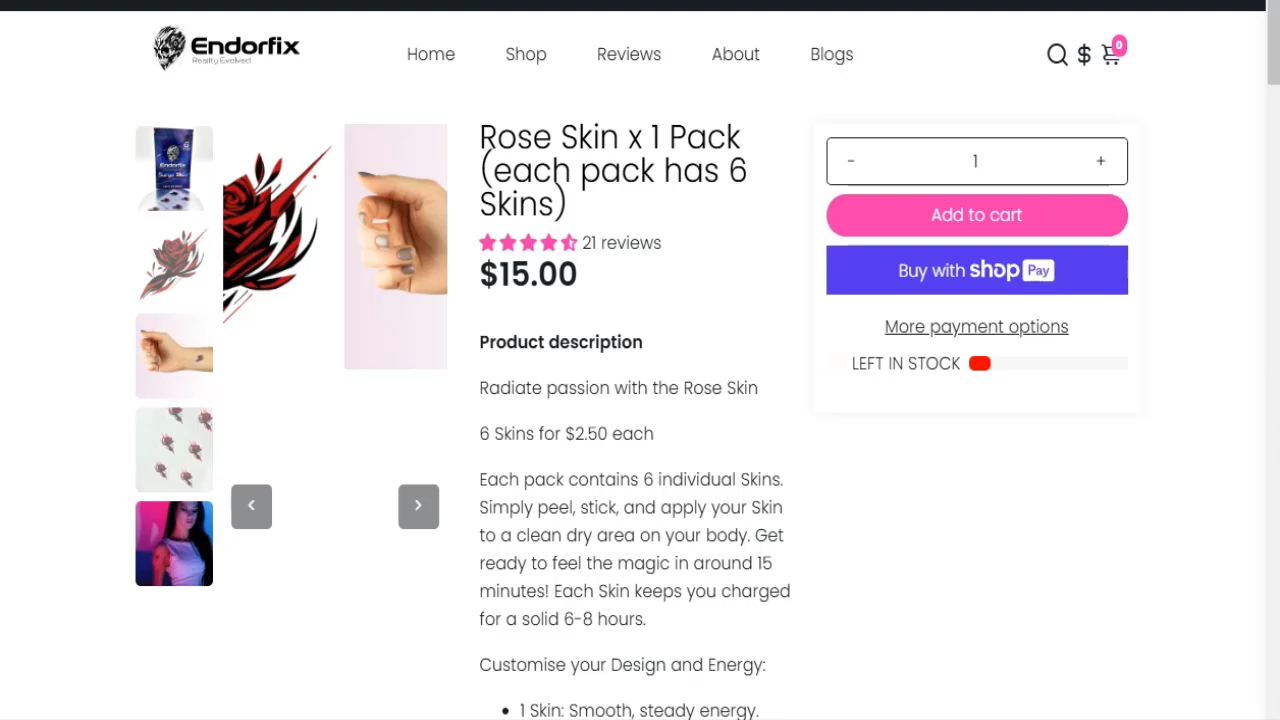 Endorfix
Reality Evolved
Home
Shop
Reviews
About
Blogs
$
0
Endorfix
Rose Skin x 1 Pack
(each pack has 6
Skins)
21 reviews
$15.00
Product description
Radiate passion with the Rose Skin
6 Skins for $2.50 each
Each pack contains 6 individual Skins.
Simply peel, stick, and apply your Skin
to a clean dry area on your body. Get
ready to feel the magic in around 15
minutes! Each Skin keeps you charged
for a solid 6-8 hours.
Customise your Design and Energy:
• 1 Skin: Smooth, steady energy.
- 1 +
Add to cart
Buy with shop Pay
More payment options
LEFT IN STOCK